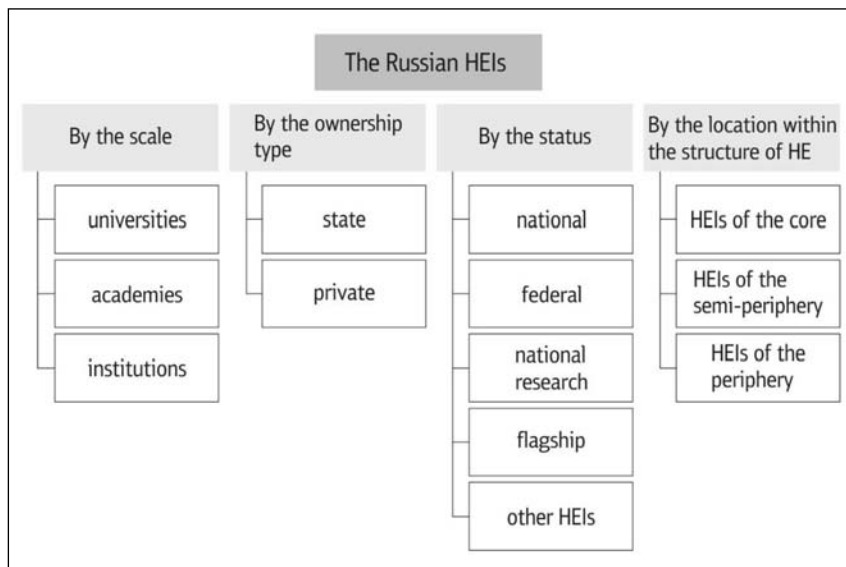 The Russian HEIs
By the scale
universities
academies
institutions
By the ownership
type
state
private
By the status
national
federal
national
research
flagship
other HEIs
By the location within
the structure of HE
HEIs of the core
HEIs of the
semi-periphery
HEIs of the
periphery